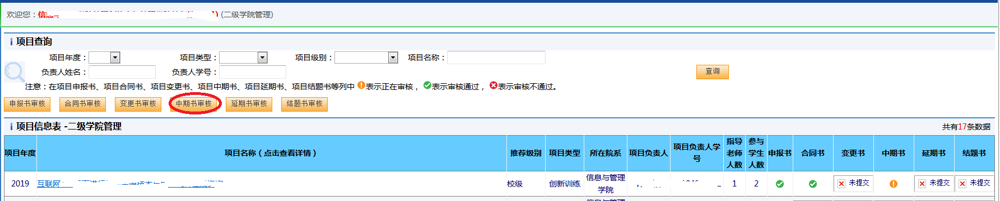 欢迎您：信息 (二级学院管理)
项目查询
项目年度： 项目类型： 项目级别： 项目名称：
负责人姓名： 负责人学号： 查询
注意：在项目申报书、项目合同书、项目变更书、项目中期书、项目延期书、项目结题书等列中 表示正在审核， 表示审核通过， 表示审核不通过。
申报书审核 合同书审核 变更书审核 中期书审核 延期书审核 结题书审核
项目信息表 -二级学院管理 共有17条数据
项目年度 项目名称（点击查看详情） 推荐级别 项目类型 所在院系 项目负责人 项目负责人学号 指导老师人数 参与学生人数 申报书 合同书 变更书 中期书 延期书 结题书
2019 互联网 校级 创新训练 信息与管理学院 1 2 未提交 未提交 未提交